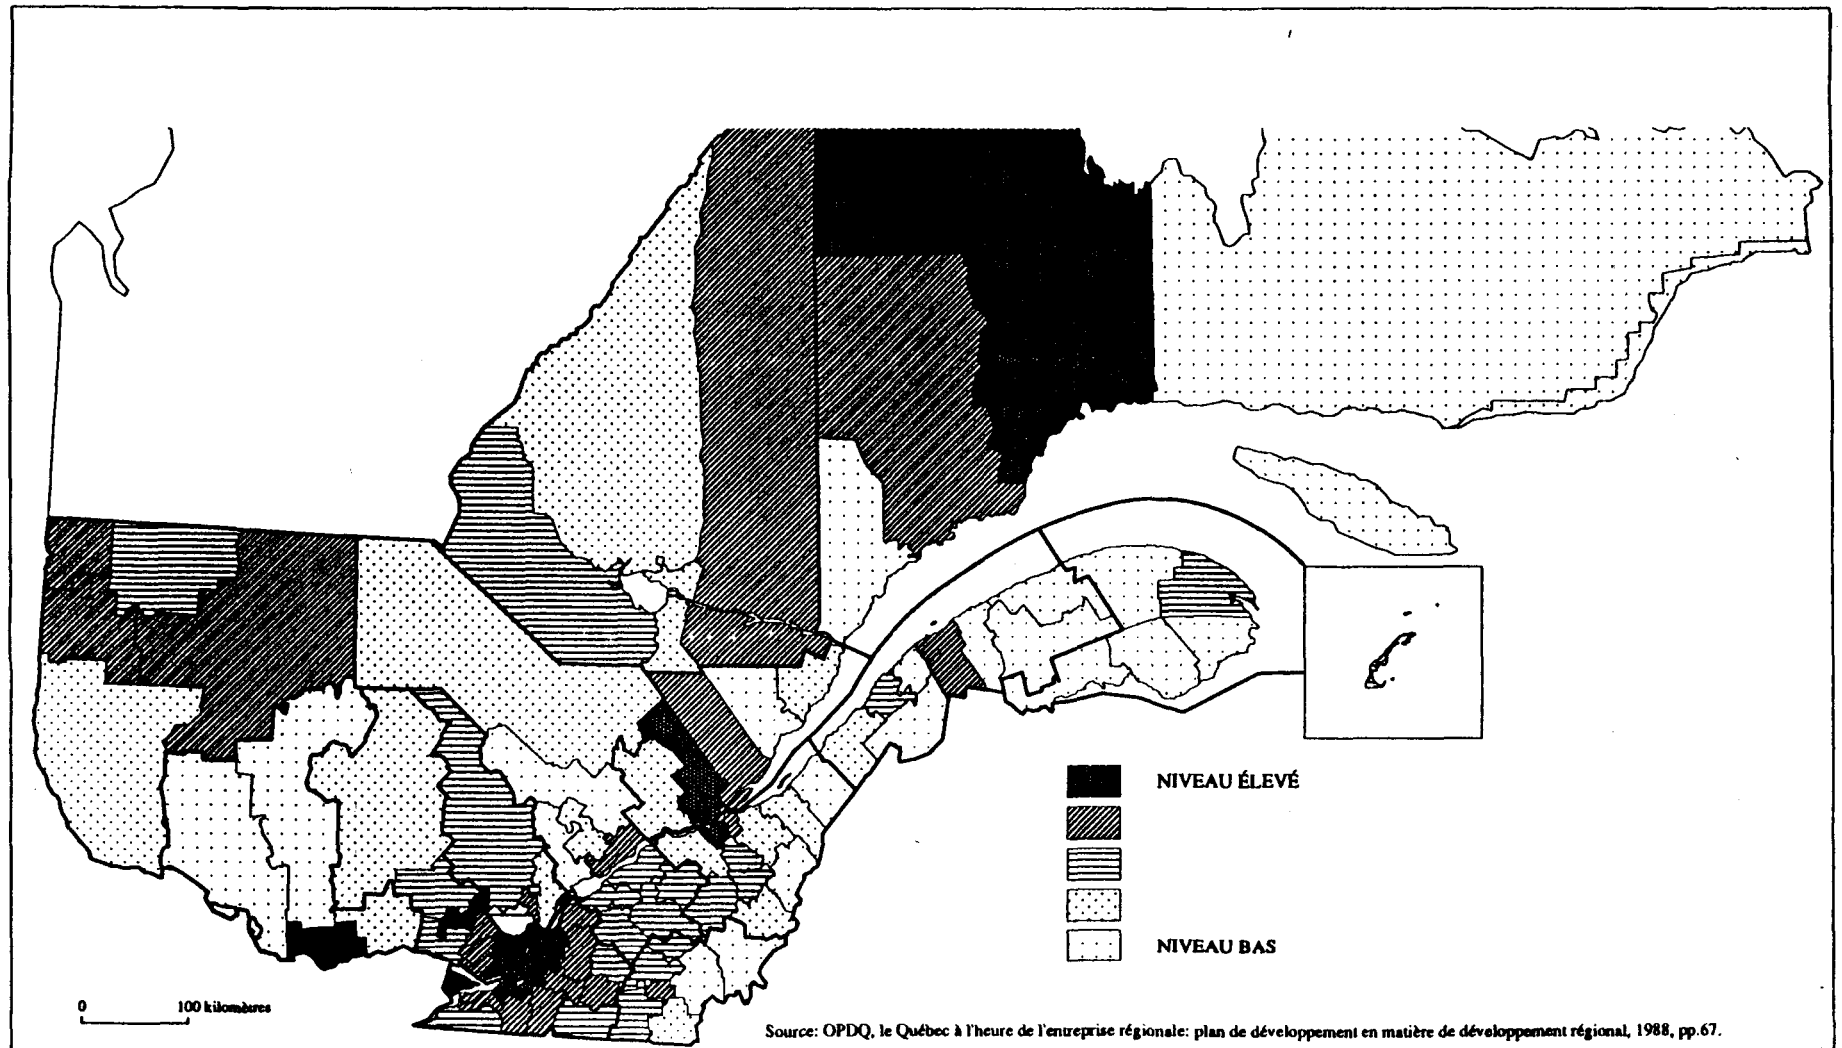 NIVEAU ÉLEVÉ
NIVEAU BAS
0 100 kilomètres
Source: OPDQ, le Québec à l'heure de l'entreprise régionale: plan de développement en matière de développement régional, 1988, pp.67.